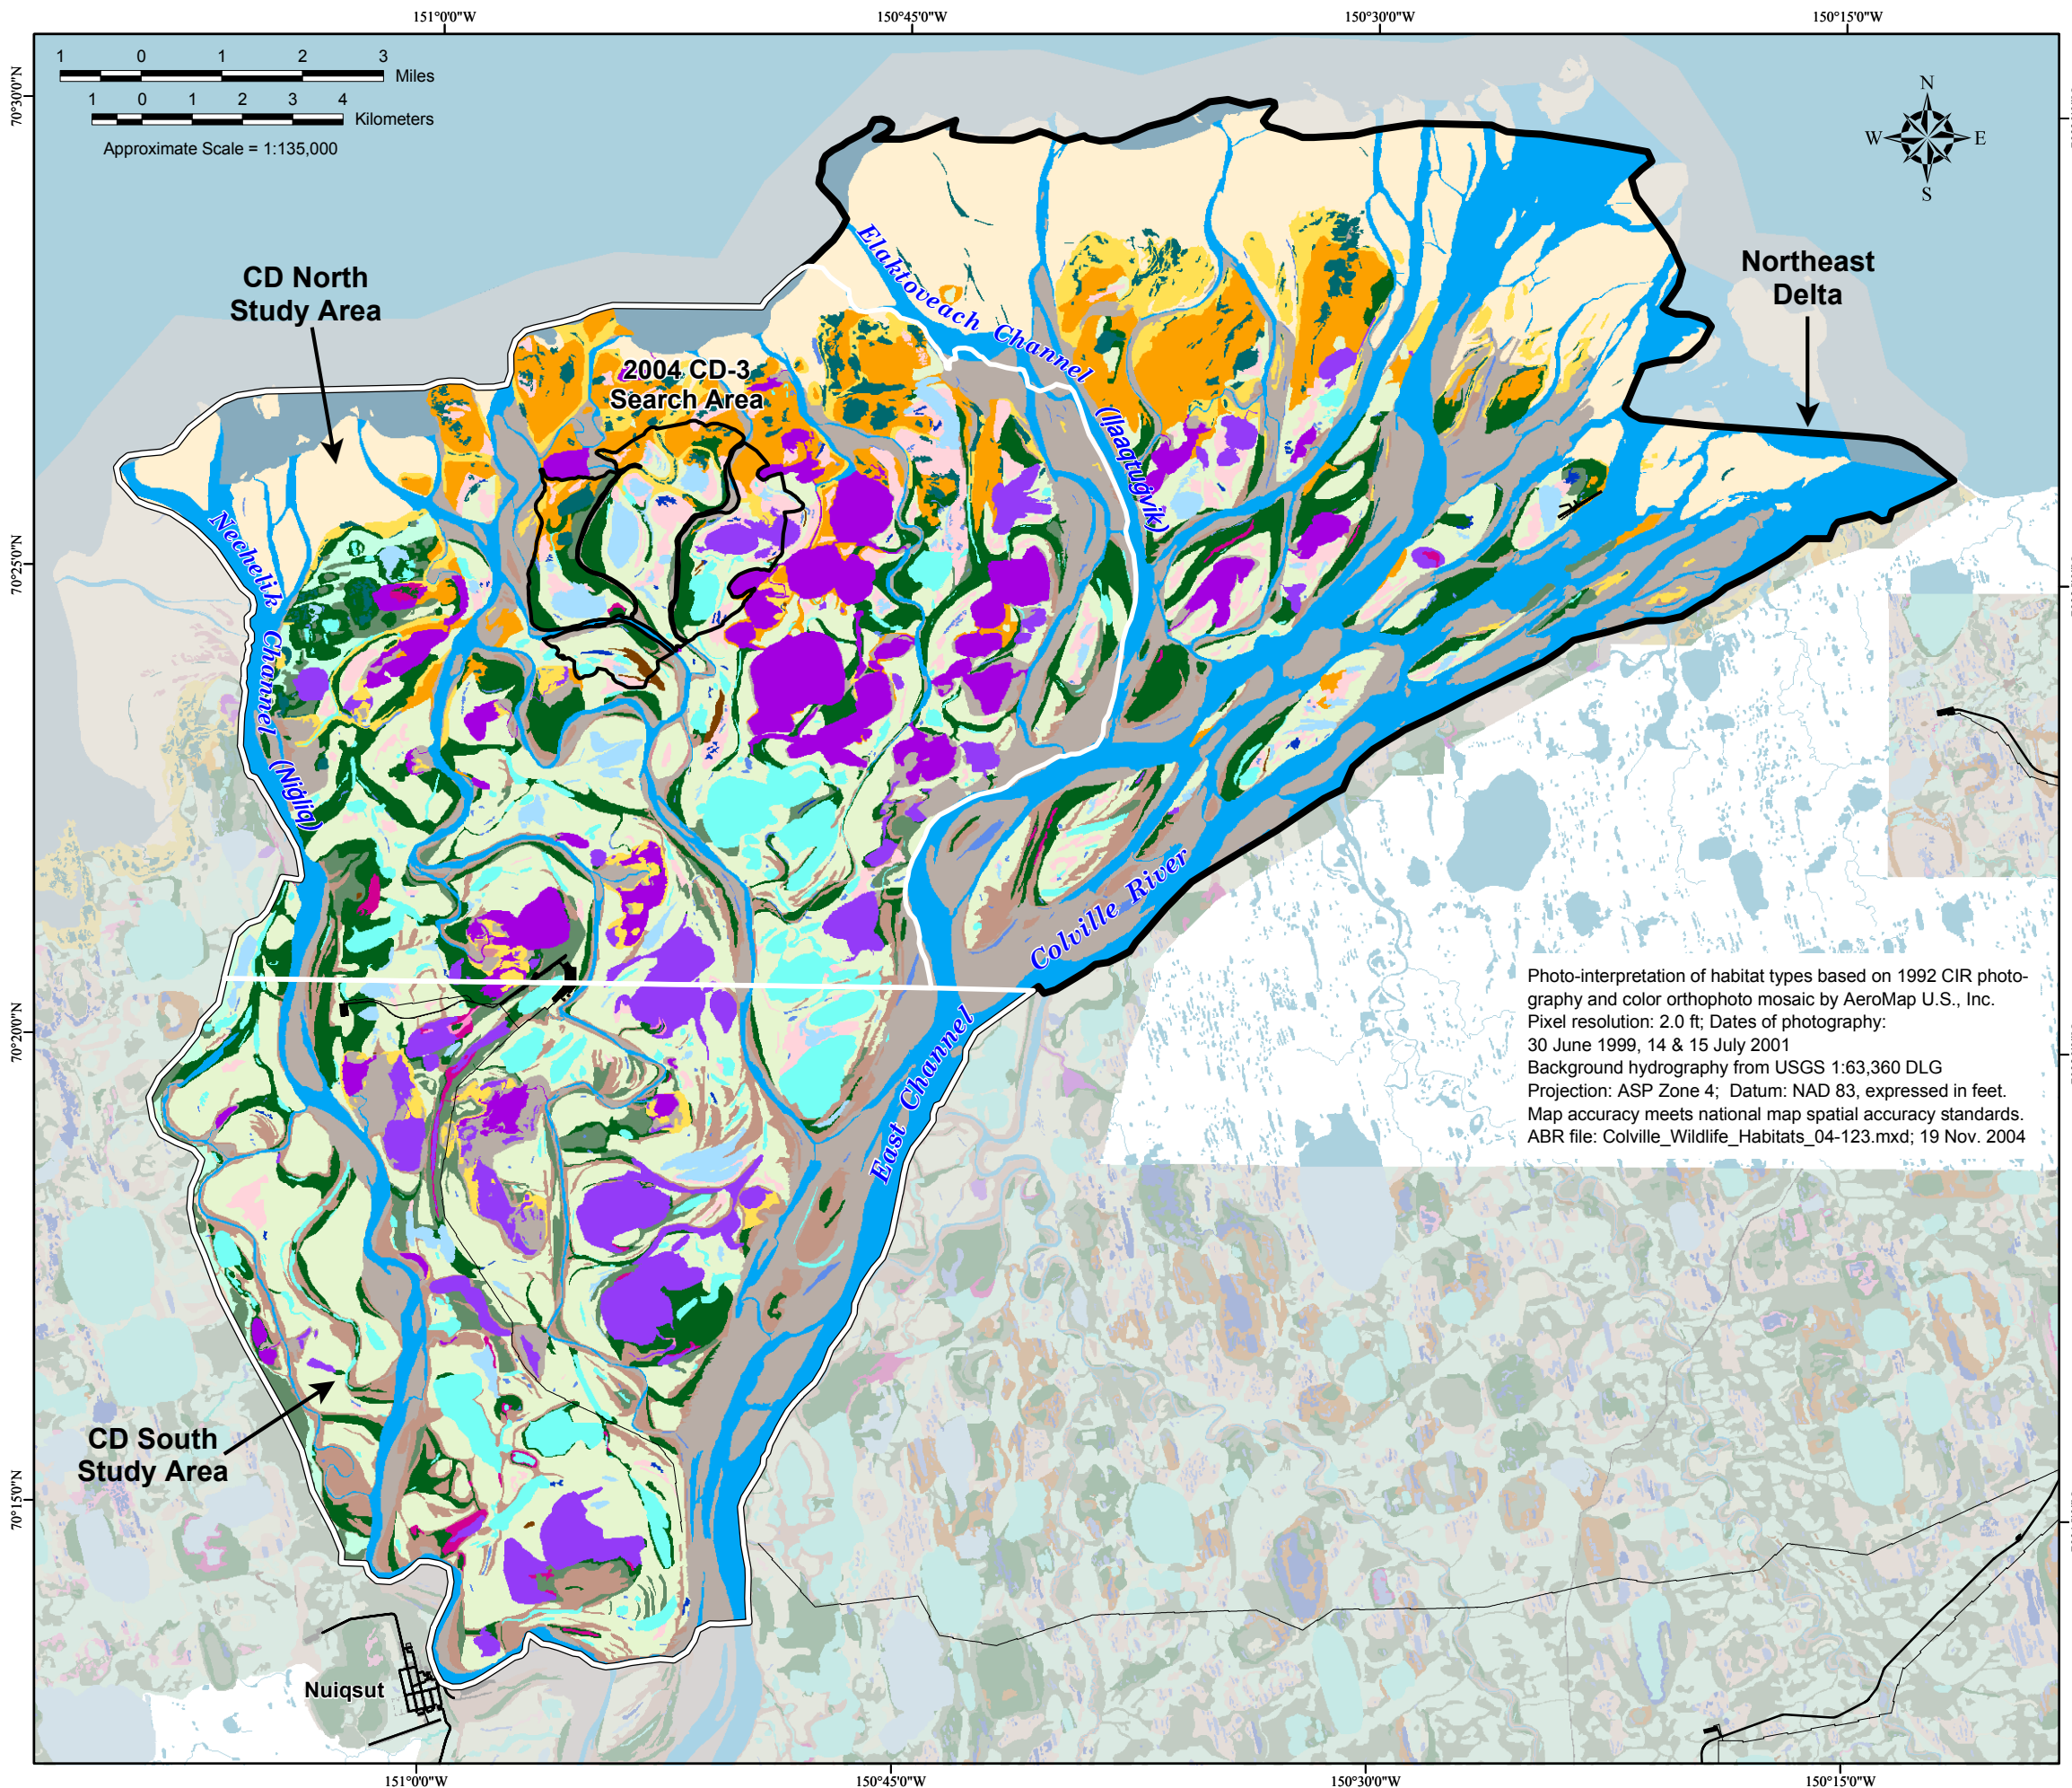 151°0'0"W
150°45'0"W
150°30'0"W
150°15'0"W
1 0 1 2 3
Miles
1 0 1 2 3 4
Kilometers
Approximate Scale = 1:135,000
N
W E
S
70°30'0"N
70°25'0"N
70°20'0"N
70°15'0"N
CD North
Study Area
2004 CD-3
Search Area
Elaktoveach Channel
(Ilaaqtugvik)
Northeast
Delta
Nechelik Channel
(Nigliq)
Colville River
East Channel
Photo-interpretation of habitat types based on 1992 CIR photo-
graphy and color orthophoto mosaic by AeroMap U.S., Inc.
Pixel resolution: 2.0 ft; Dates of photography:
30 June 1999, 14 & 15 July 2001
Background hydrography from USGS 1:63,360 DLG
Projection: ASP Zone 4; Datum: NAD 83, expressed in feet.
Map accuracy meets national map spatial accuracy standards.
ABR file: Colville_Wildlife_Habitats_04-123.mxd; 19 Nov. 2004
CD South
Study Area
Nuiqsut
151°0'0"W
150°45'0"W
150°30'0"W
150°15'0"W